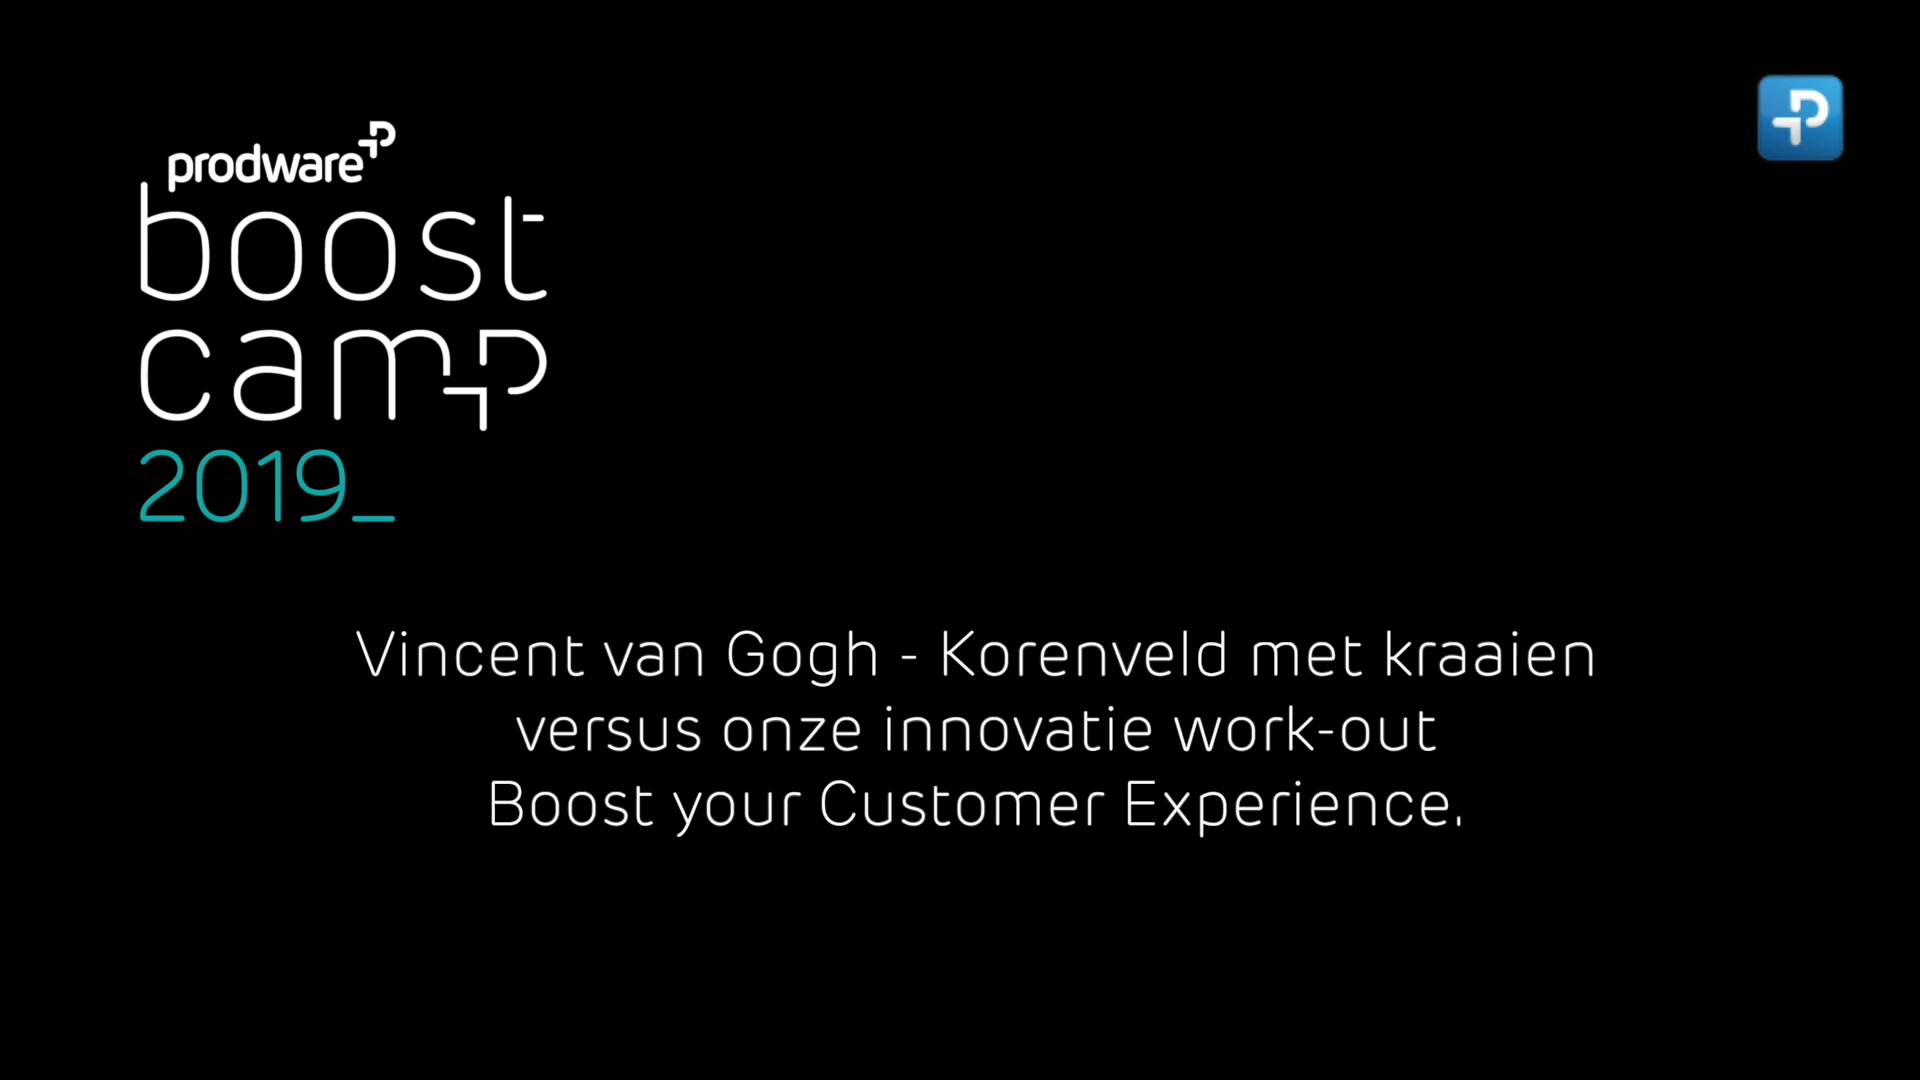 prodware
boost
camp
2019_
Vincent van Gogh - Korenveld met kraaien
versus onze innovatie work-out
Boost your Customer Experience.